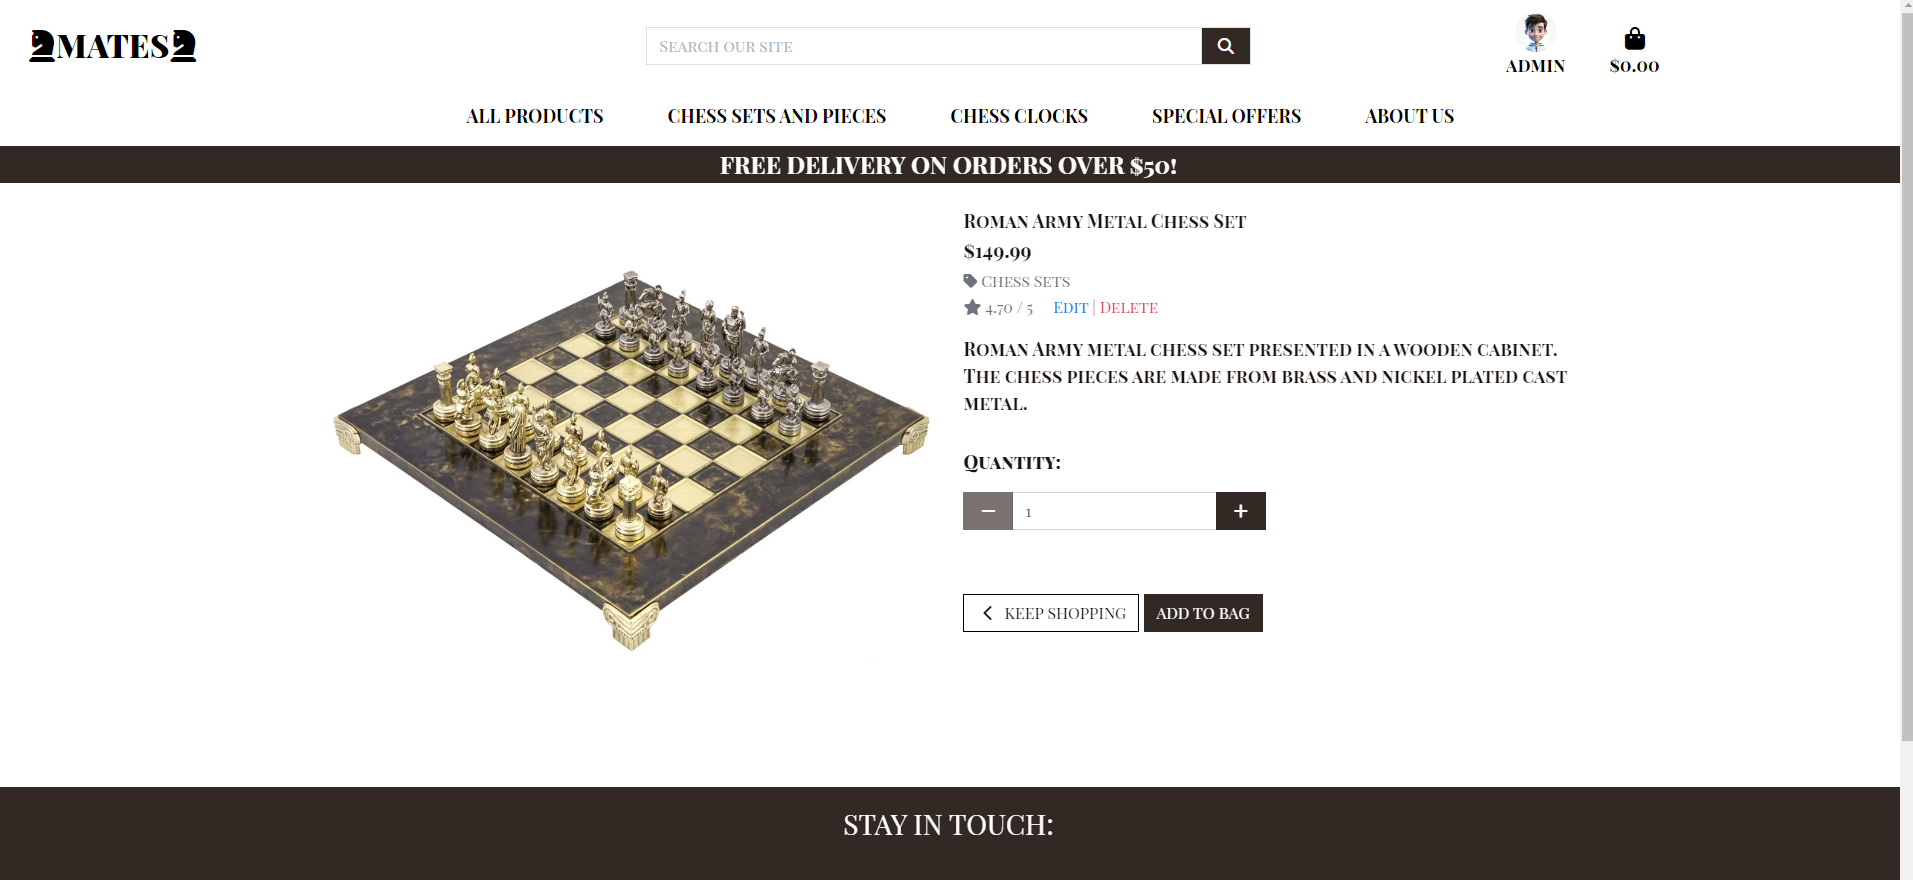 MATES
Search our site
ADMIN
$0.00
ALL PRODUCTS CHESS SETS AND PIECES CHESS CLOCKS SPECIAL OFFERS ABOUT US
FREE DELIVERY ON ORDERS OVER $50!
Roman Army Metal Chess Set
$149.99
Chess Sets
4.70 / 5 Edit | Delete
Roman Army metal chess set presented in a wooden cabinet.
The chess pieces are made from brass and nickel plated cast
metal.
Quantity:
1
KEEP SHOPPING ADD TO BAG
STAY IN TOUCH: